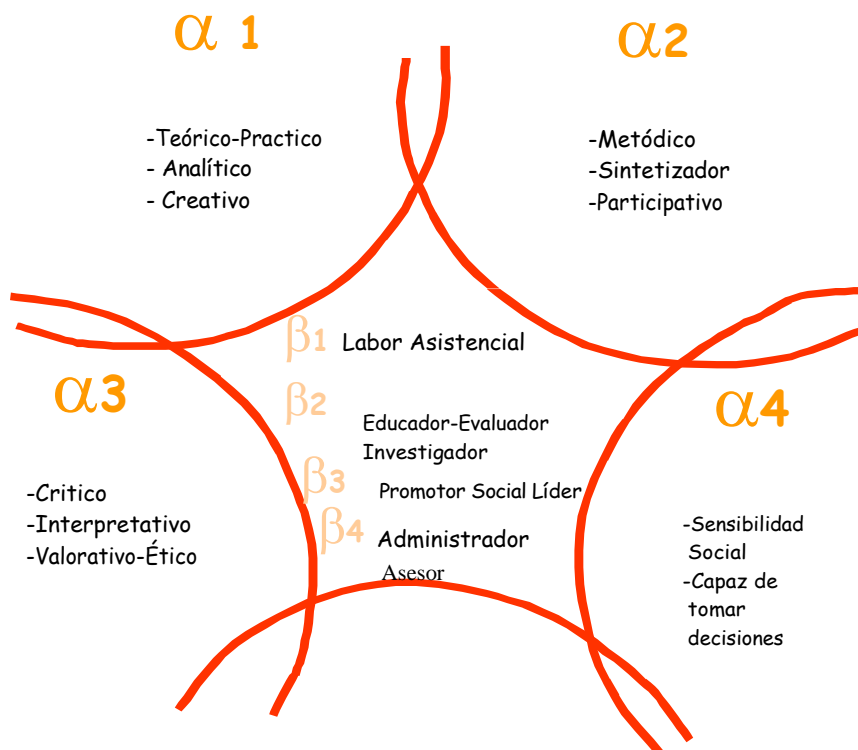 α 1
-Teórico-Practico
- Analítico
- Creativo
α2
-Metódico
-Sintetizador
-Participativo
β1 Labor Asistencial
β2
Educador-Evaluador
Investigador
β3 Promotor Social Líder
β4 Administrador
Asesor
α3
-Critico
-Interpretativo
-Valorativo-Ético
α4
-Sensibilidad
Social
-Capaz de
tomar
decisiones